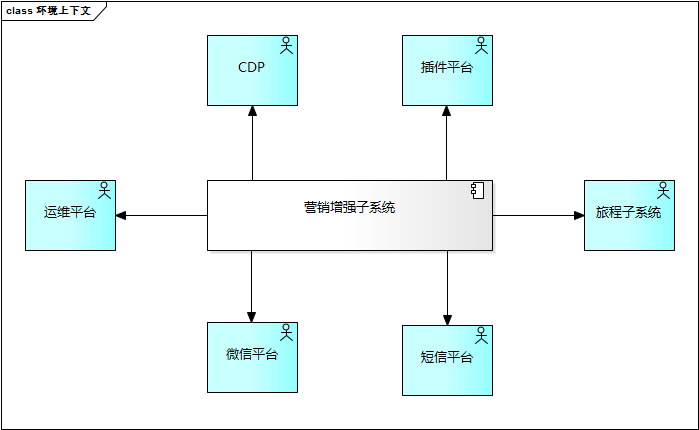 class 环境上下文
CDP
插件平台
运维平台
营销增强子系统
旅程子系统
微信平台
短信平台